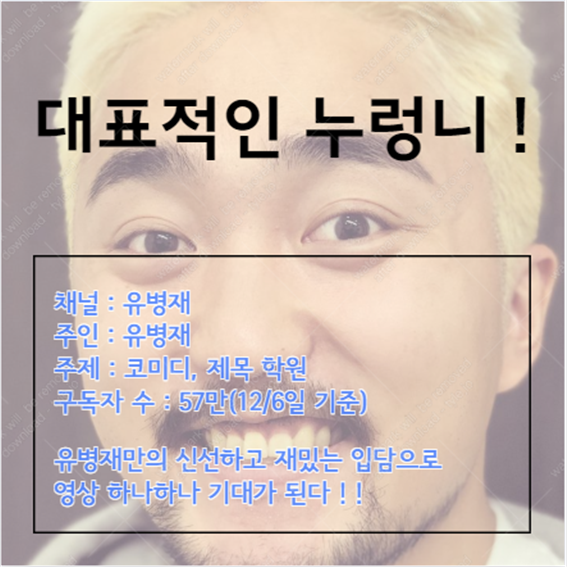 대표적인 누렁니 !
채널 : 유병재
주인 : 유병재
주제 : 코미디, 제목 학원
구독자 수 : 57만(12/6일 기준)
유병재만의 신선하고 재밌는 입담으로
영상 하나하나 기대가 된다 ! !